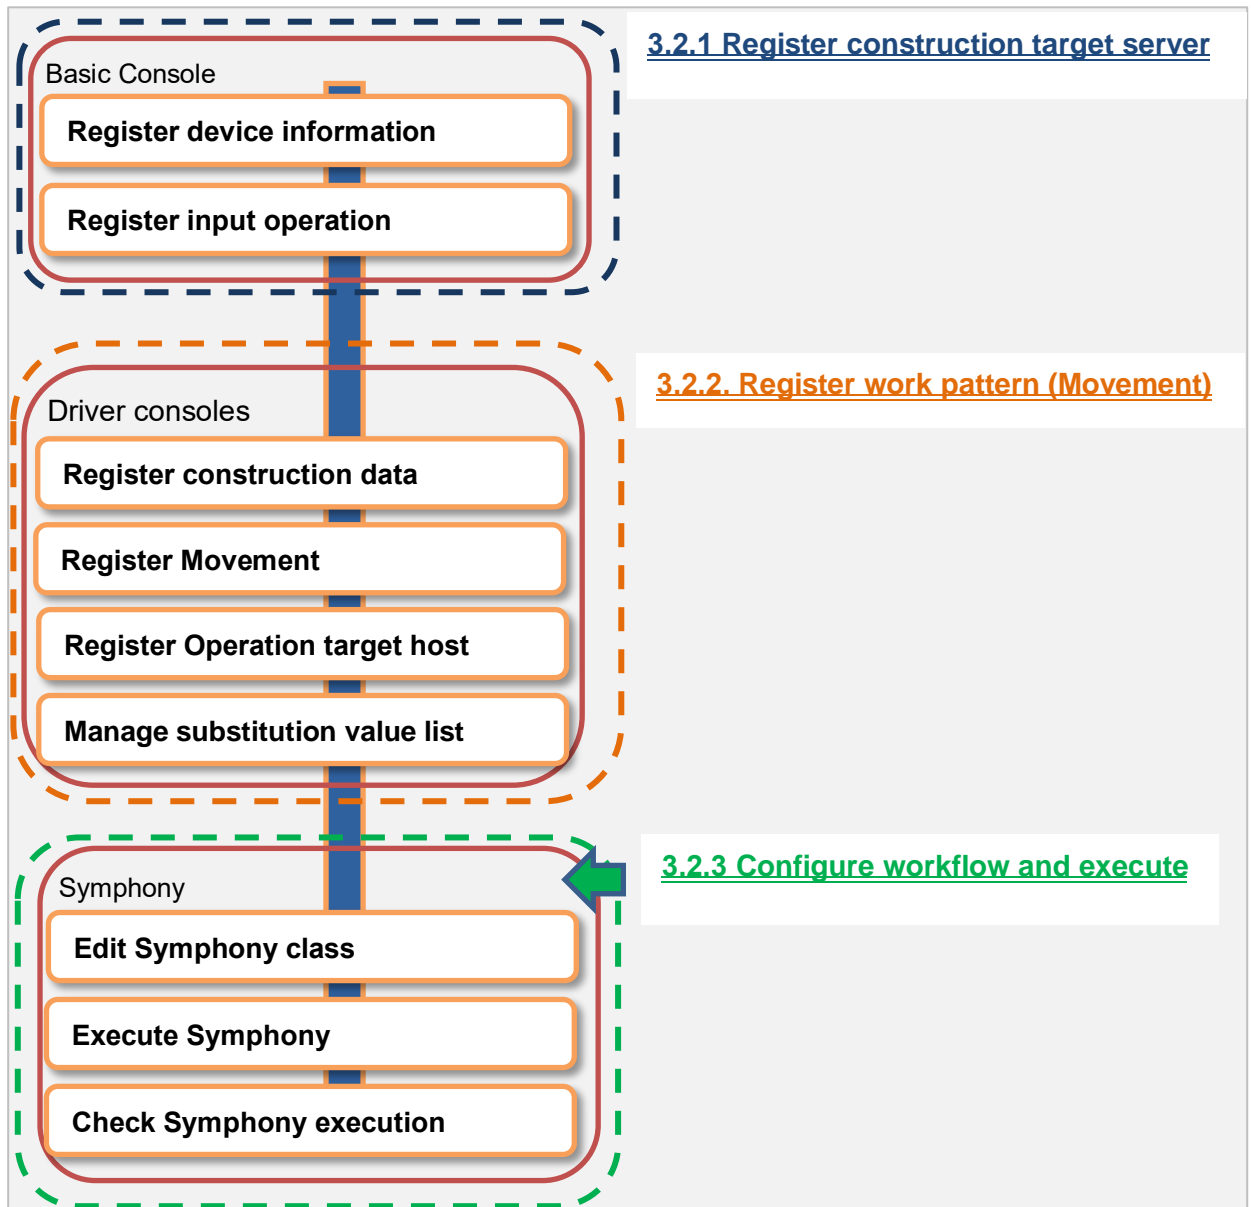 3.2.1 Register construction target server
Basic Console
Register device information
Register input operation
3.2.2. Register work pattern (Movement)
Driver consoles
Register construction data
Register Movement
Register Operation target host
Manage substitution value list
3.2.3 Configure workflow and execute
Symphony
Edit Symphony class
Execute Symphony
Check Symphony execution